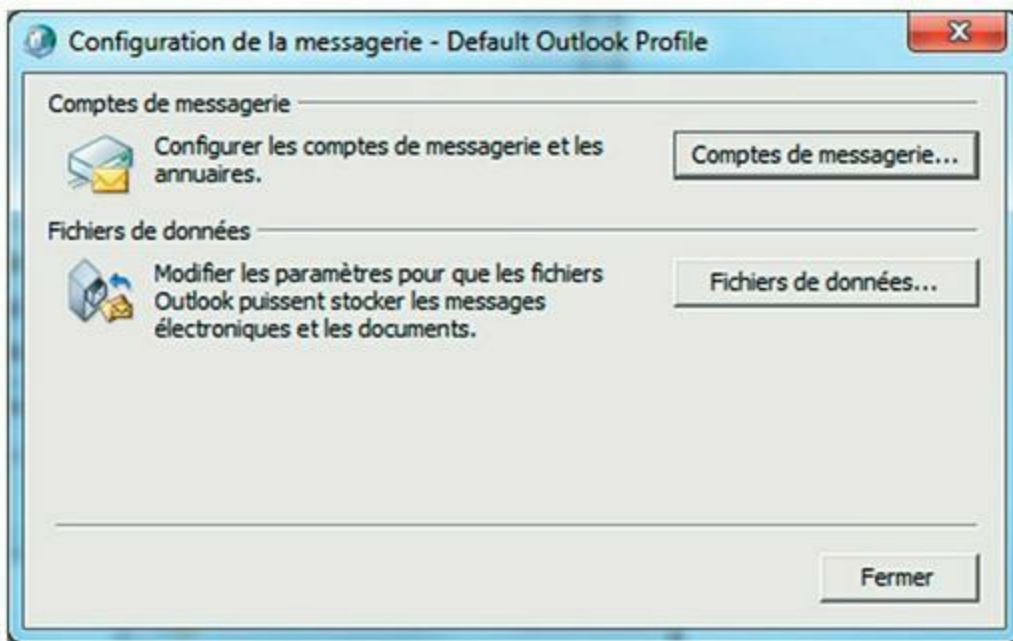 Configuration de la messagerie - Default Outlook Profile
Comptes de messagerie
Configurer les comptes de messagerie et les
annuaires.
Comptes de messagerie...
Fichiers de données
Modifier les paramètres pour que les fichiers
Outlook puissent stocker les messages
électroniques et les documents.
Fichiers de données...
Fermer